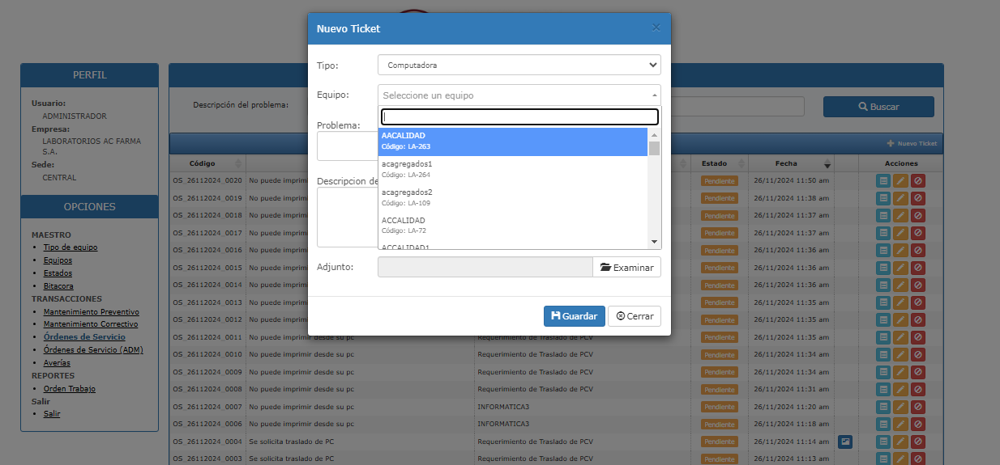 Nuevo Ticket
×
Tipo:
Computadora
Equipo:
Seleccione un equipo
AACALIDAD
Código: LA-263
acagregados1
Código: LA-264
acagregados2
Código: LA-109
ACCALIDAD
Código: LA-72
ACCALIDAD1
Problema:
Descripcion de
Adjunto:
Examinar
Guardar
Cerrar
PERFIL
Usuario:
ADMINISTRADOR
Empresa:
LABORATORIOS AC FARMA
S.A.
Sede:
CENTRAL
OPCIONES
MAESTRO
Tipo de equipo
Equipos
Estados
Bitacora
TRANSACCIONES
Mantenimiento Preventivo
Mantenimiento Correctivo
Órdenes de Servicio
Órdenes de Servicio (ADM)
Averías
REPORTES
Orden Trabajo
Salir
Salir
Descripción del problema:
Buscar
Nuevo Ticket
Código Estado Fecha Acciones
OS_26112024_0020 No puede imprim Pendiente 26/11/2024 11:50 am
OS_26112024_0019 No puede imprim Pendiente 26/11/2024 11:38 am
OS_26112024_0018 No puede imprim Pendiente 26/11/2024 11:37 am
OS_26112024_0017 No puede imprim Pendiente 26/11/2024 11:37 am
OS_26112024_0016 No puede imprim Pendiente 26/11/2024 11:36 am
OS_26112024_0015 No puede imprim Pendiente 26/11/2024 11:36 am
OS_26112024_0014 No puede imprim Pendiente 26/11/2024 11:36 am
OS_26112024_0013 No puede imprim Pendiente 26/11/2024 11:35 am
OS_26112024_0012 No puede imprim Pendiente 26/11/2024 11:35 am
OS_26112024_0011 No puede imprimir desde su pc Requerimiento de Traslado de PCV Pendiente 26/11/2024 11:35 am
OS_26112024_0010 No puede imprimir desde su pc Requerimiento de Traslado de PCV Pendiente 26/11/2024 11:34 am
OS_26112024_0009 No puede imprimir desde su pc Requerimiento de Traslado de PCV Pendiente 26/11/2024 11:34 am
OS_26112024_0008 No puede imprimir desde su pc Requerimiento de Traslado de PCV Pendiente 26/11/2024 11:31 am
OS_26112024_0007 No puede imprimir desde su pc INFORMATICA3 Pendiente 26/11/2024 11:20 am
OS_26112024_0006 No puede imprimir desde su pc INFORMATICA3 Pendiente 26/11/2024 11:18 am
OS_26112024_0004 Se solicita traslado de PC Requerimiento de Traslado de PCV Pendiente 26/11/2024 11:14 am
OS_26112024_0003 Se solicita traslado de PC Requerimiento de Traslado de PCV Pendiente 26/11/2024 11:13 am